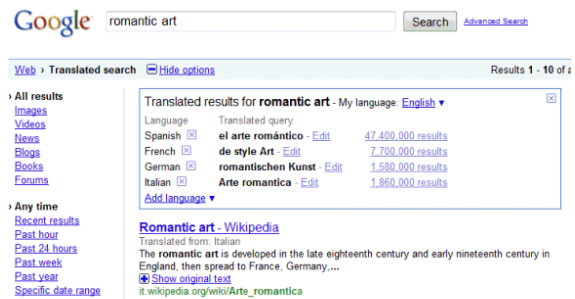 Google romantic art Search Advanced Search
Web › Translated search Hide options Results 1 - 10 of a
› All results
Images
Videos
News
Blogs
Books
Forums
› Any time
Recent results
Past hour
Past 24 hours
Past week
Past year
Specific date range
Translated results for romantic art - My language: English ▼
Language Translated query
Spanish el arte romántico - Edit 47,400,000 results
French de style Art - Edit 7,700,000 results
German romantischen Kunst - Edit 1,580,000 results
Italian Arte romantica - Edit 1,860,000 results
Add language ▼
Romantic art - Wikipedia
Translated from: Italian
The romantic art is developed in the late eighteenth century and early nineteenth century in
England, then spread to France, Germany,...
Show original text
it.wikipedia.org/wiki/Arte_romantica